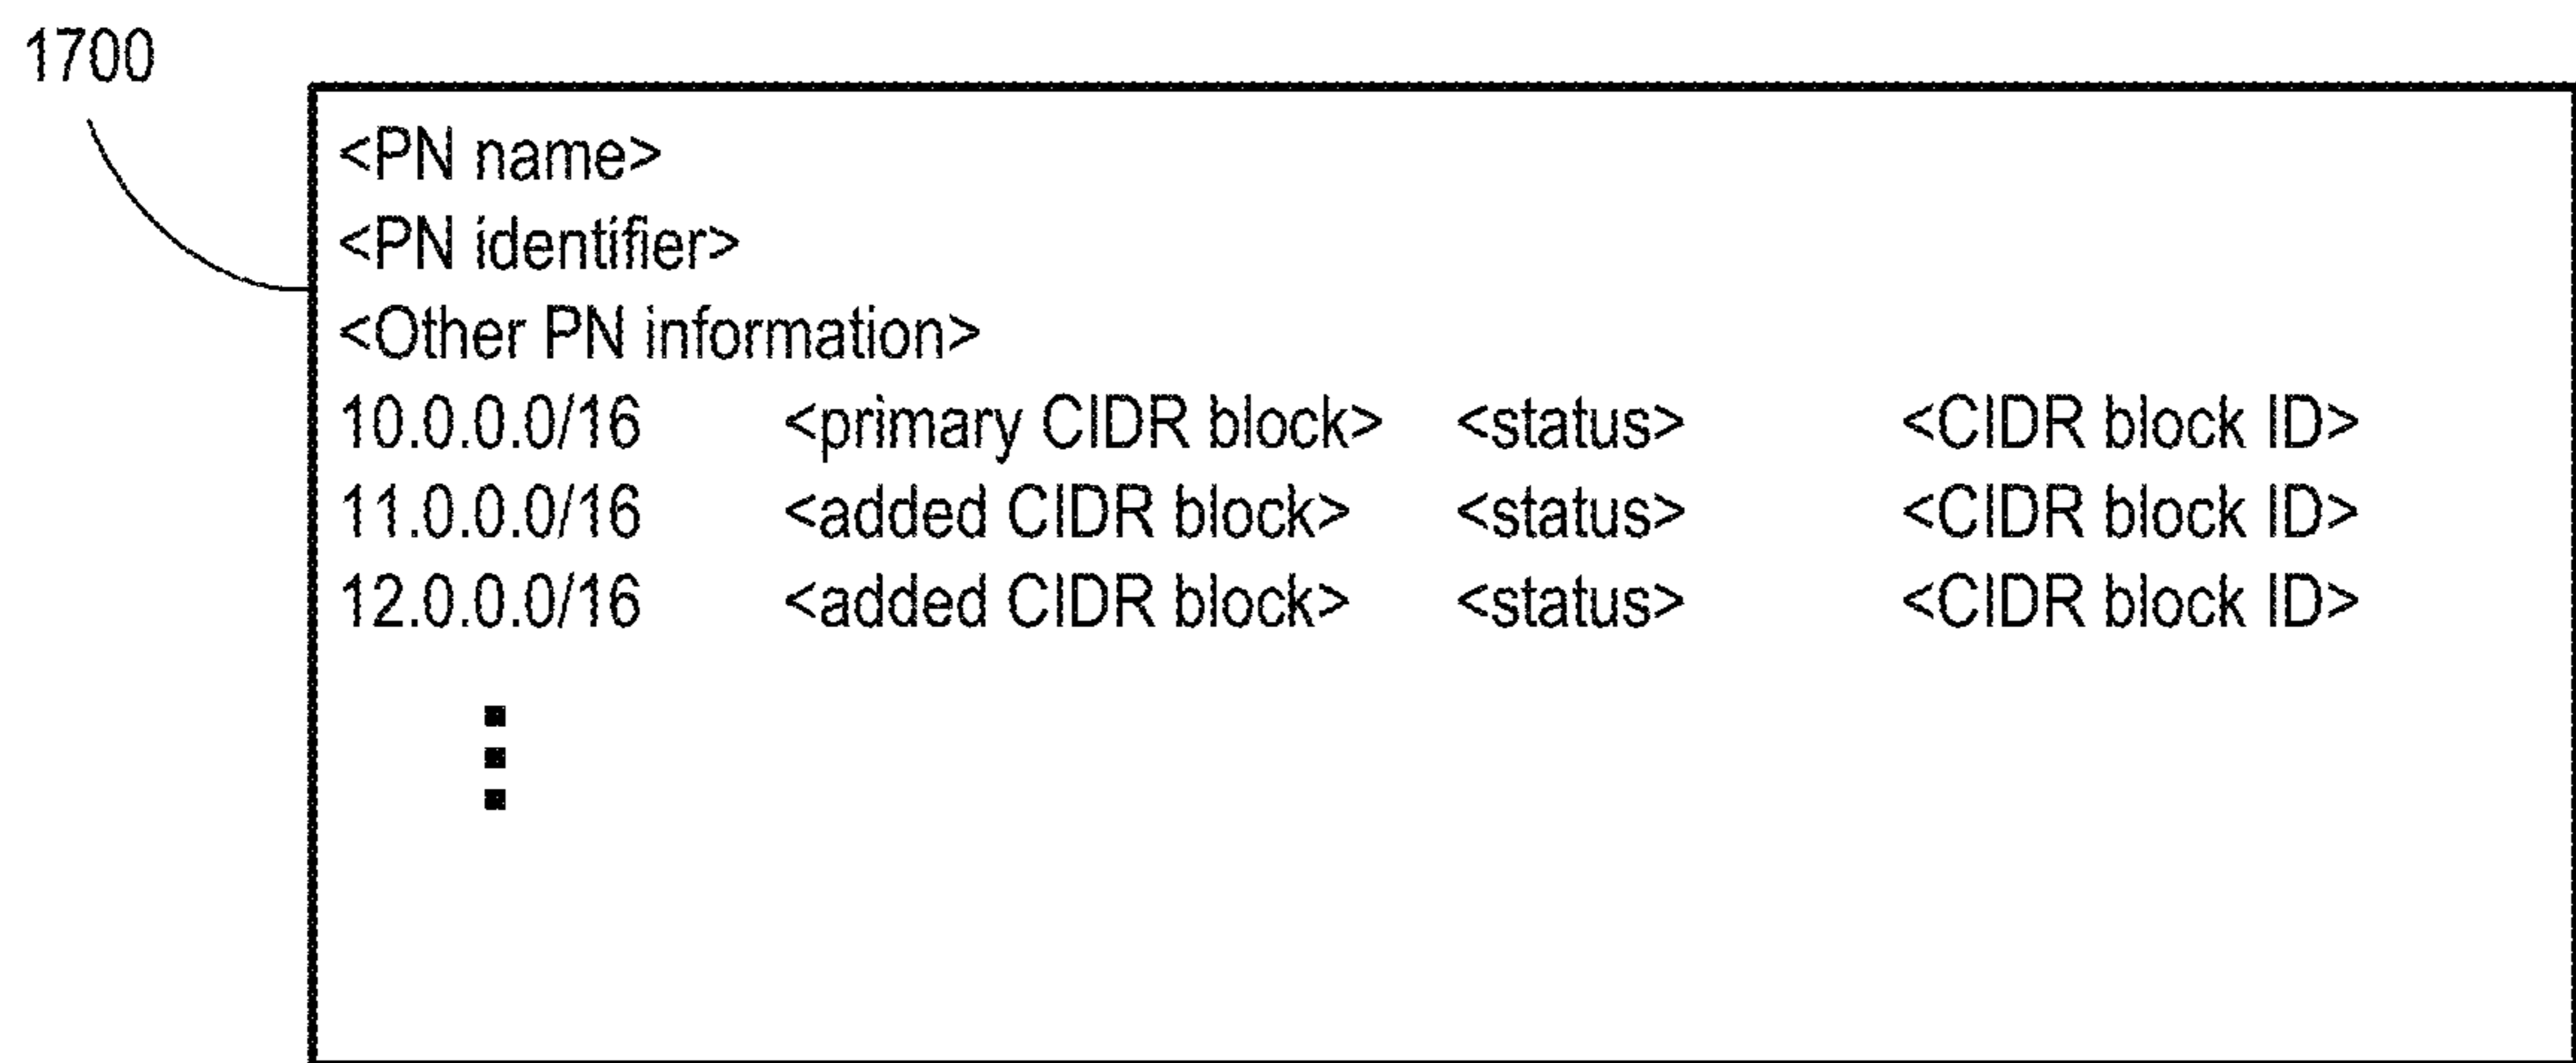 1700
<PN name>
<PN identifier>
<Other PN information>
10.0.0.0/16 <primary CIDR block> <status> <CIDR block ID>
11.0.0.0/16 <added CIDR block> <status> <CIDR block ID>
12.0.0.0/16 <added CIDR block> <status> <CIDR block ID>